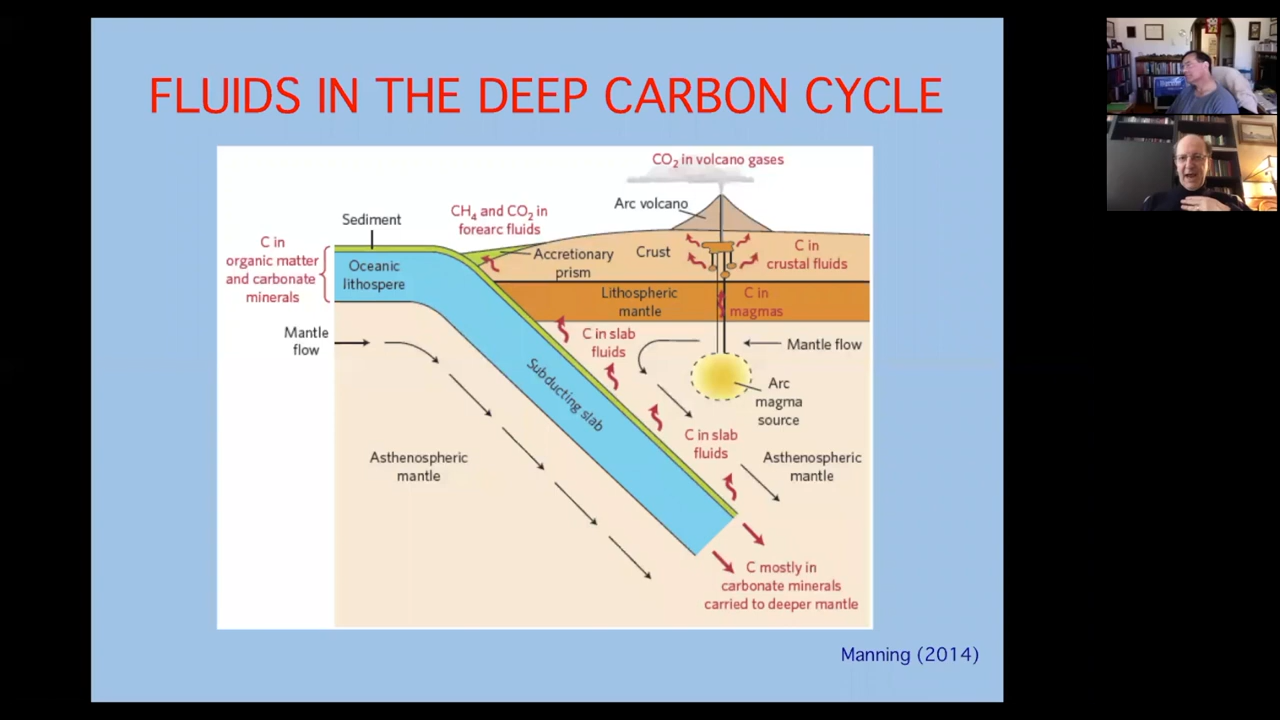 FLUIDS IN THE DEEP CARBON CYCLE
CO₂ in volcano gases
Arc volcano
Sediment
CH₄ and CO₂ in
forearc fluids
C in
organic matter
and carbonate
minerals
Oceanic
lithospere
Accretionary
prism
Crust
C in
crustal fluids
Lithospheric
mantle
C in
magmas
Mantle
flow
C in slab
fluids
Mantle flow
Subducting slab
Arc
magma
source
C in slab
fluids
Asthenospheric
mantle
Asthenospheric
mantle
C mostly in
carbonate minerals
carried to deeper mantle
Manning (2014)